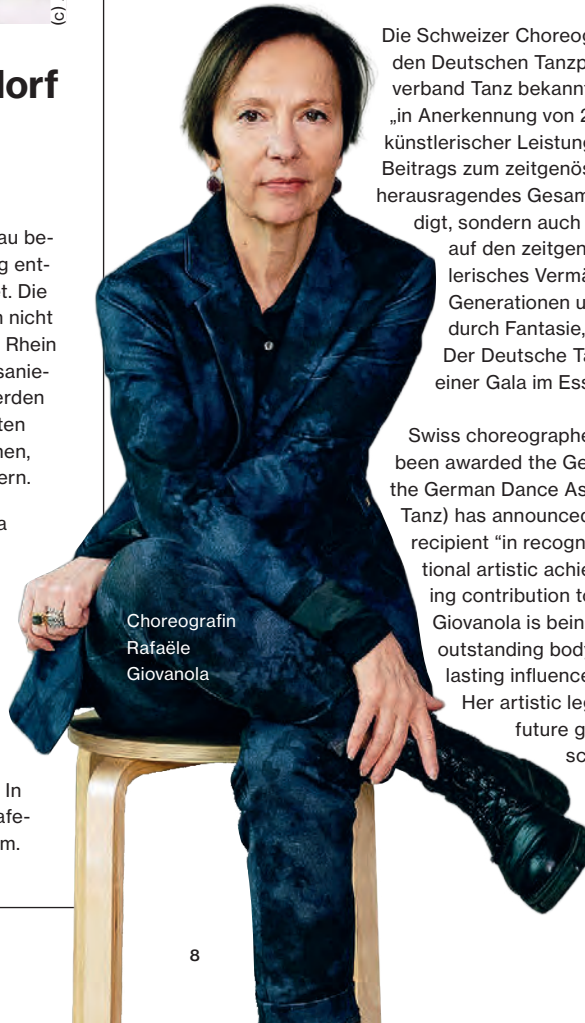 (c)
dorf
au be-
g ent-
t. Die
n nicht
Rhein
sanie-
erden
ten
nen,
ern.
a
In
afe-
m.
Choreografin
Rafaële
Giovanola
Die Schweizer Choreog
den Deutschen Tanzp
verband Tanz bekannt
„in Anerkennung von 2
künstlerischer Leistung
Beitrags zum zeitgenös
herausragendes Gesam
digt, sondern auch
auf den zeitgen
lerisches Vermä
Generationen u
durch Fantasie,
Der Deutsche Ta
einer Gala im Ess
Swiss choreographe
been awarded the Ge
the German Dance As
Tanz) has announced
recipient “in recogn
tional artistic achie
ing contribution to
Giovanola is bein
outstanding body
lasting influence
Her artistic leg
future g
sc
8